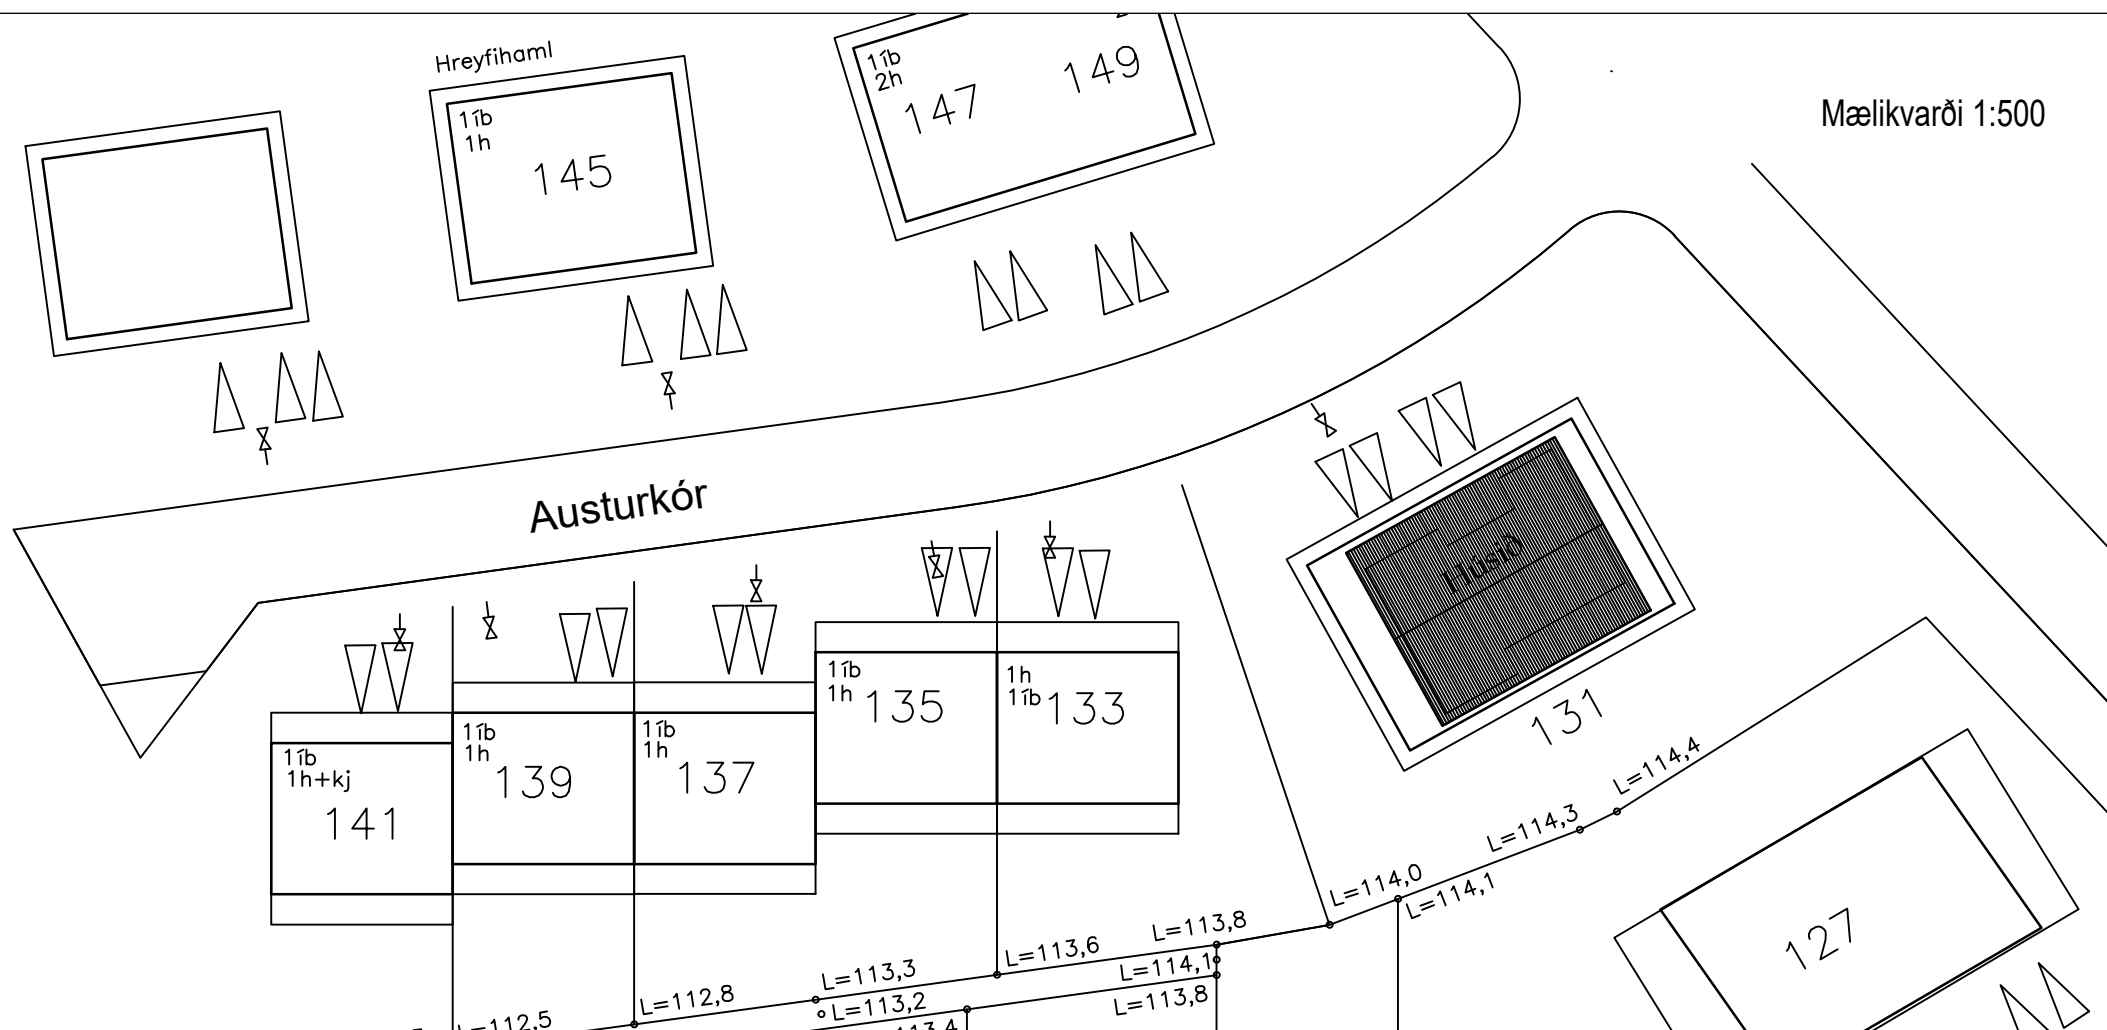 Hreyfihaml
1íb
1h
145
1íb
2h
147
149
Mælikvarði 1:500
Austurkór
Húsið
131
1íb
1h+kj
141
1íb
1h
139
1íb
1h
137
1íb
1h
135
1h
1íb
133
127
L=114,4
L=114,3
L=114,0
L=114,1
L=113,8
L=113,6
L=114,1
L=113,8
L=113,3
L=113,2
L=112,8
L=112,5
113,4